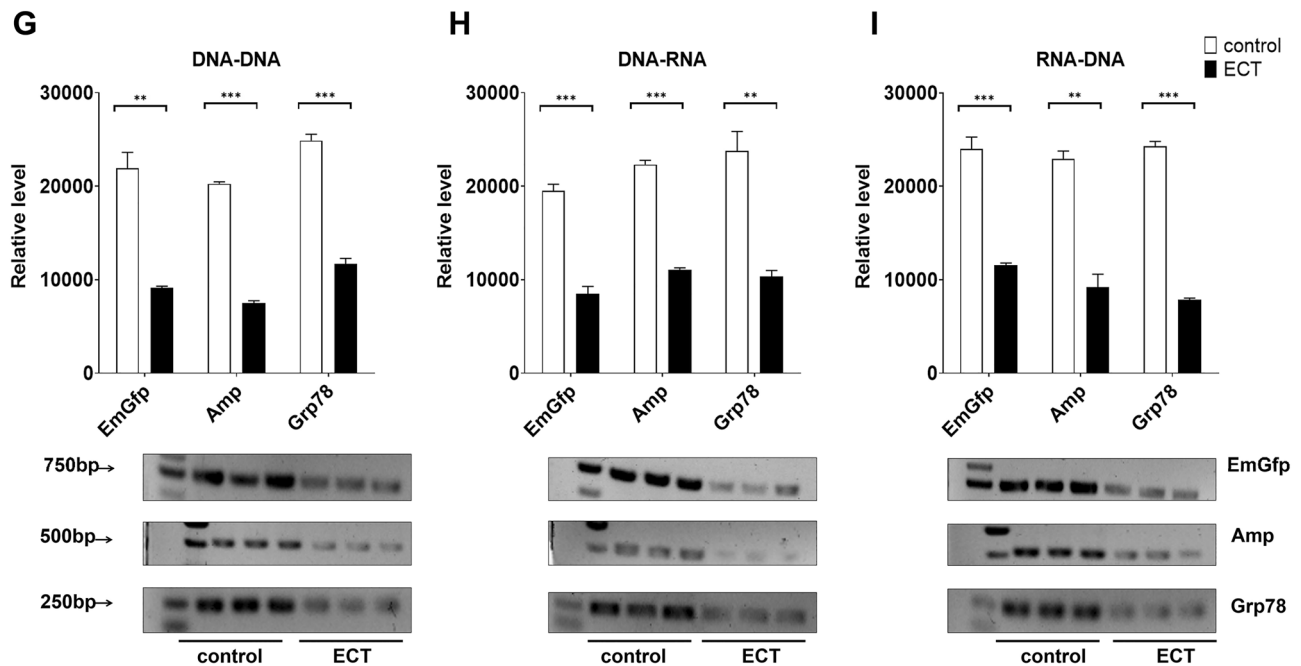 G
H
I
control
ECT
DNA-DNA
DNA-RNA
RNA-DNA
** *** ***
*** *** **
*** ** ***
30000
20000
10000
0
Relative level
EmGfp
Amp
Grp78
30000
20000
10000
0
Relative level
EmGfp
Amp
Grp78
30000
20000
10000
0
Relative level
EmGfp
Amp
Grp78
750bp→
EmGfp
500bp→
Amp
250bp→
Grp78
control ECT
control ECT
control ECT